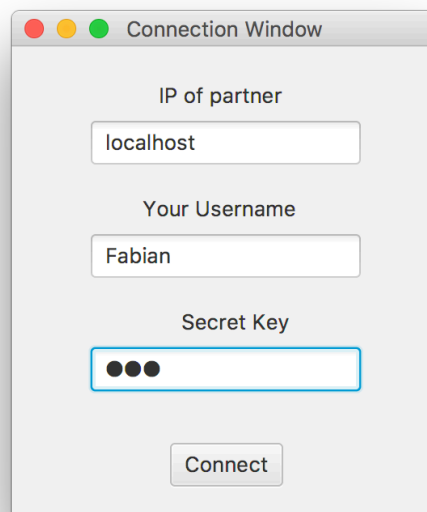 Connection Window
IP of partner
localhost
Your Username
Fabian
Secret Key
●●●
Connect